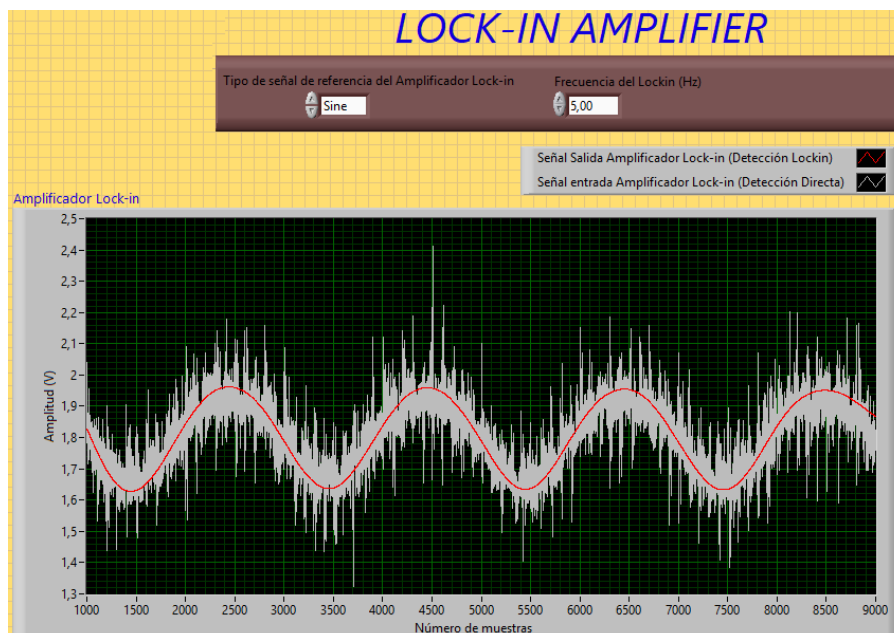 LOCK-IN AMPLIFIER
Tipo de señal de referencia del Amplificador Lock-in
Sine
Frecuencia del Lockin (Hz)
5,00
Señal Salida Amplificador Lock-in (Detección Lockin)
Señal entrada Amplificador Lock-in (Detección Directa)
Amplificador Lock-in
Amplitud (V)
2,5
2,4
2,3
2,2
2,1
2
1,9
1,8
1,7
1,6
1,5
1,4
1,3
1000 1500 2000 2500 3000 3500 4000 4500 5000 5500 6000 6500 7000 7500 8000 8500 9000
Número de muestras